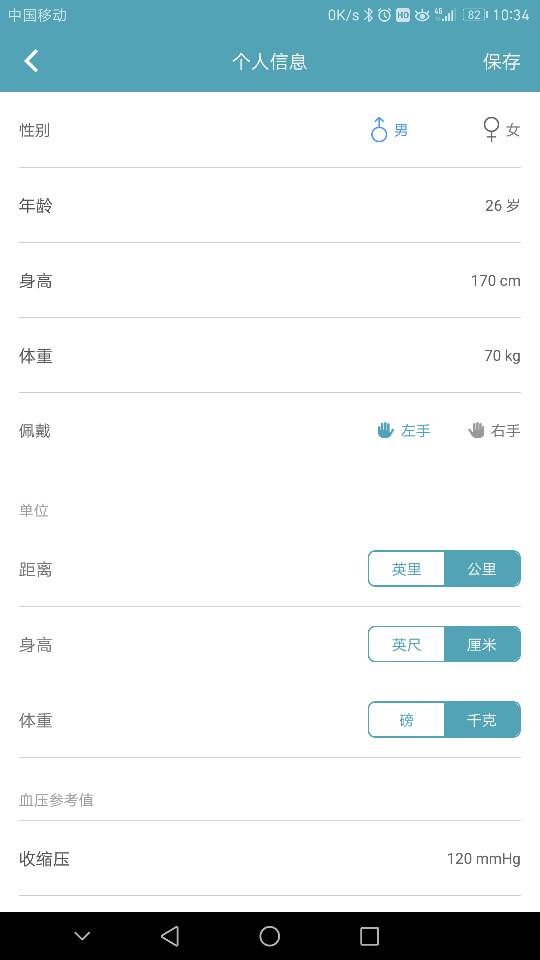 中国移动 0K/s HD 4G 82 10:34
个人信息 保存
性别 男 女
年龄 26 岁
身高 170 cm
体重 70 kg
佩戴 左手 右手
单位
距离 英里 公里
身高 英尺 厘米
体重 磅 千克
血压参考值
收缩压 120 mmHg